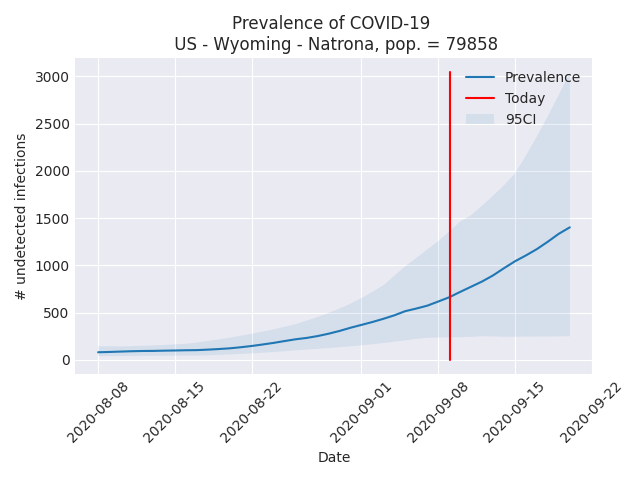 Prevalence of COVID-19
US - Wyoming - Natrona, pop. = 79858
Prevalence
Today
95CI
# undetected infections
3000
2500
2000
1500
1000
500
0
2020-08-08
2020-08-15
2020-08-22
2020-09-01
2020-09-08
2020-09-15
2020-09-22
Date